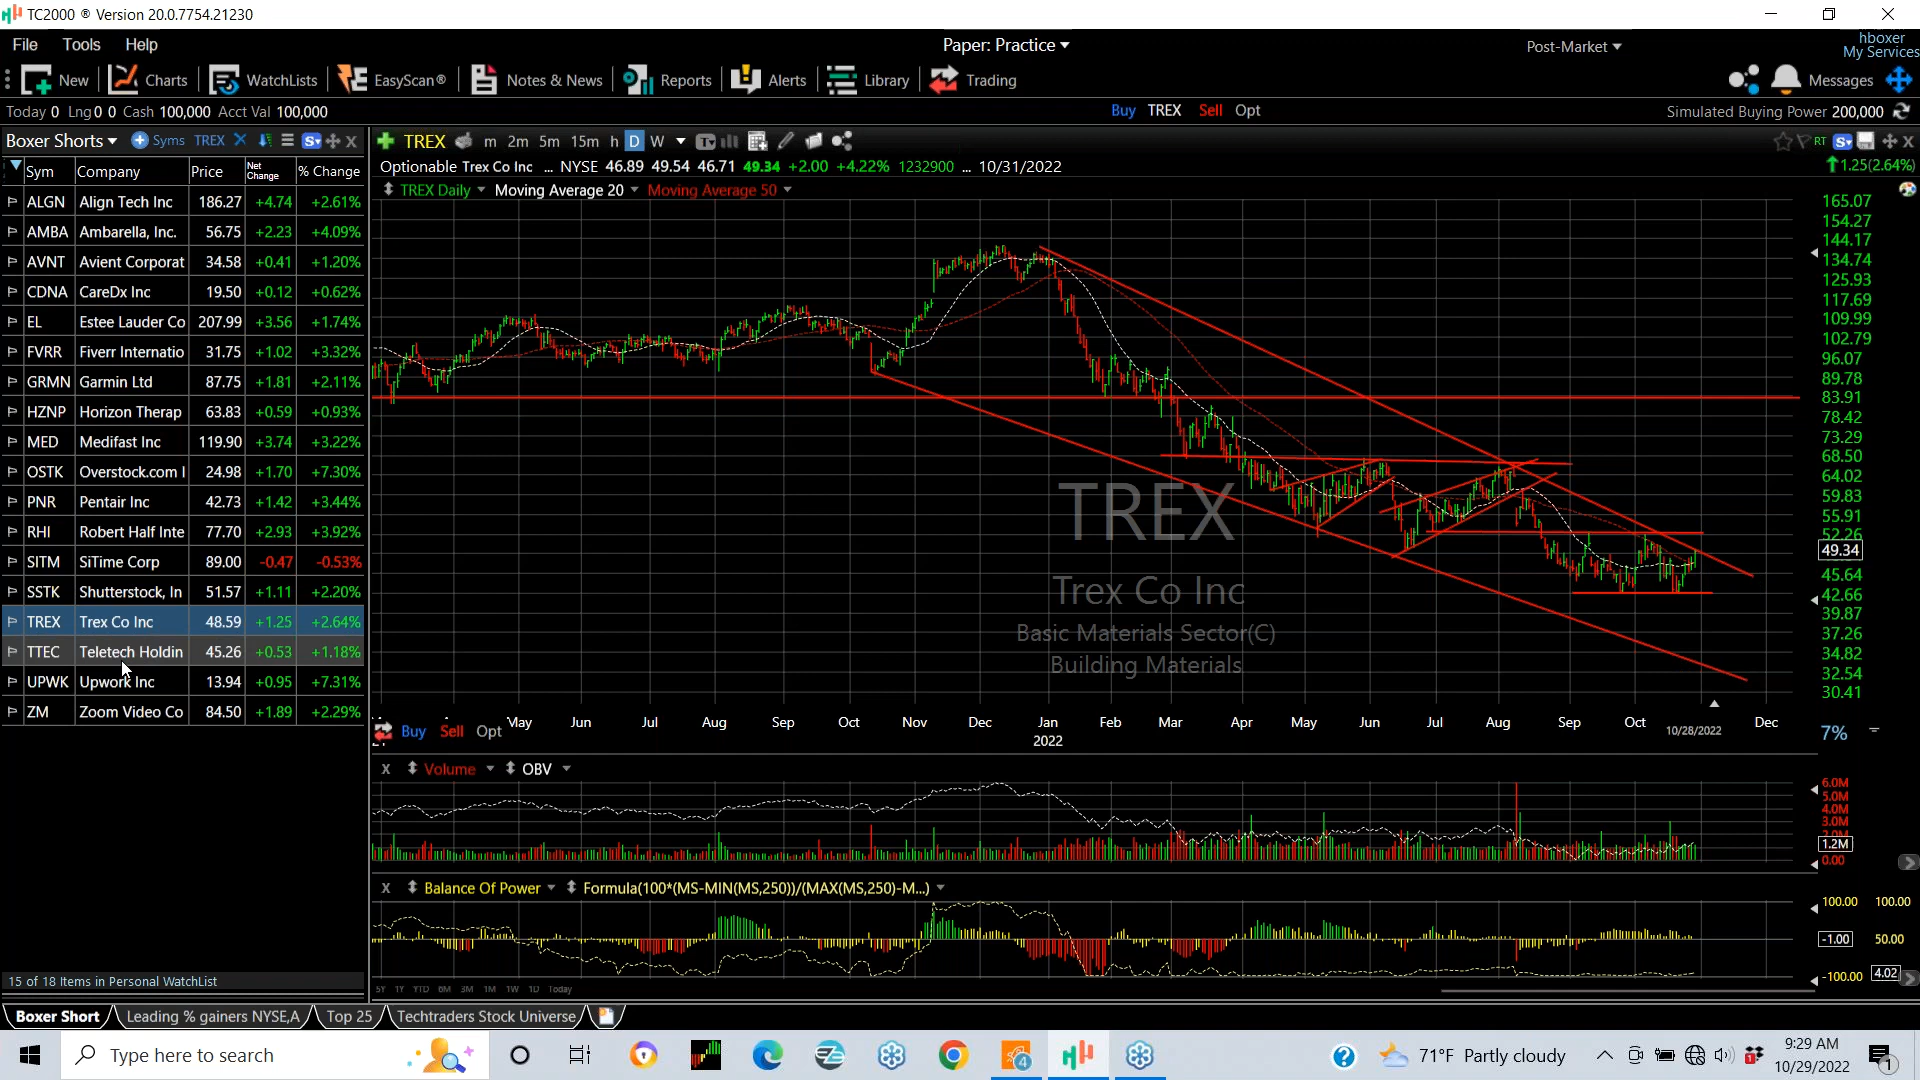 TC2000 ® Version 20.0.7754.21230
File Tools Help
Paper: Practice
Post-Market
hboxer
My Services
New Charts WatchLists EasyScan® Notes & News Reports Alerts Library Trading
Messages
Today 0 Lng 0 0 Cash 100,000 Acct Val 100,000
Buy TREX Sell Opt
Simulated Buying Power 200,000
Boxer Shorts Syms TREX
TREX m 2m 5m 15m h D W
RT
Sym Company Price Net Change % Change
Optionable Trex Co Inc ... NYSE 46.89 49.54 46.71 49.34 +2.00 +4.22% 1232900 ... 10/31/2022
1.25(2.64%)
TREX Daily Moving Average 20 Moving Average 50
ALGN Align Tech Inc 186.27 +4.74 +2.61%
AMBA Ambarella, Inc. 56.75 +2.23 +4.09%
AVNT Avient Corporat 34.58 +0.41 +1.20%
CDNA CareDx Inc 19.50 +0.12 +0.62%
EL Estee Lauder Co 207.99 +3.56 +1.74%
FVRR Fiverr Internatio 31.75 +1.02 +3.32%
GRMN Garmin Ltd 87.75 +1.81 +2.11%
HZNP Horizon Therap 63.83 +0.59 +0.93%
MED Medifast Inc 119.90 +3.74 +3.22%
OSTK Overstock.com I 24.98 +1.70 +7.30%
PNR Pentair Inc 42.73 +1.42 +3.44%
RHI Robert Half Inte 77.70 +2.93 +3.92%
SITM SiTime Corp 89.00 -0.47 -0.53%
SSTK Shutterstock, In 51.57 +1.11 +2.20%
TREX Trex Co Inc 48.59 +1.25 +2.64%
TTEC Teletech Holdin 45.26 +0.53 +1.18%
UPWK Upwork Inc 13.94 +0.95 +7.31%
ZM Zoom Video Co 84.50 +1.89 +2.29%
165.07
154.27
144.17
134.74
125.93
117.69
109.99
102.79
96.07
89.78
83.91
78.42
73.29
68.50
64.02
59.83
55.91
52.26
49.34
45.64
42.66
39.87
37.26
34.82
32.54
30.41
TREX
Trex Co Inc
Basic Materials Sector(C)
Building Materials
May Jun Jul Aug Sep Oct Nov Dec Jan Feb Mar Apr May Jun Jul Aug Sep Oct Dec
2022
10/28/2022
Buy Sell Opt
7%
X Volume OBV
6.0M
5.0M
4.0M
3.0M
2.0M
1.2M
0.00
X Balance Of Power Formula(100*(MS-MIN(MS,250))/(MAX(MS,250)-M...)
100.00 100.00
-1.00 50.00
-100.00 4.02
5Y 1Y YTD 6M 3M 1M 1W 1D Today
15 of 18 Items in Personal WatchList
Boxer Short Leading % gainers NYSE,A Top 25 Techtraders Stock Universe
Type here to search
4
71°F Partly cloudy
9:29 AM
10/29/2022
1